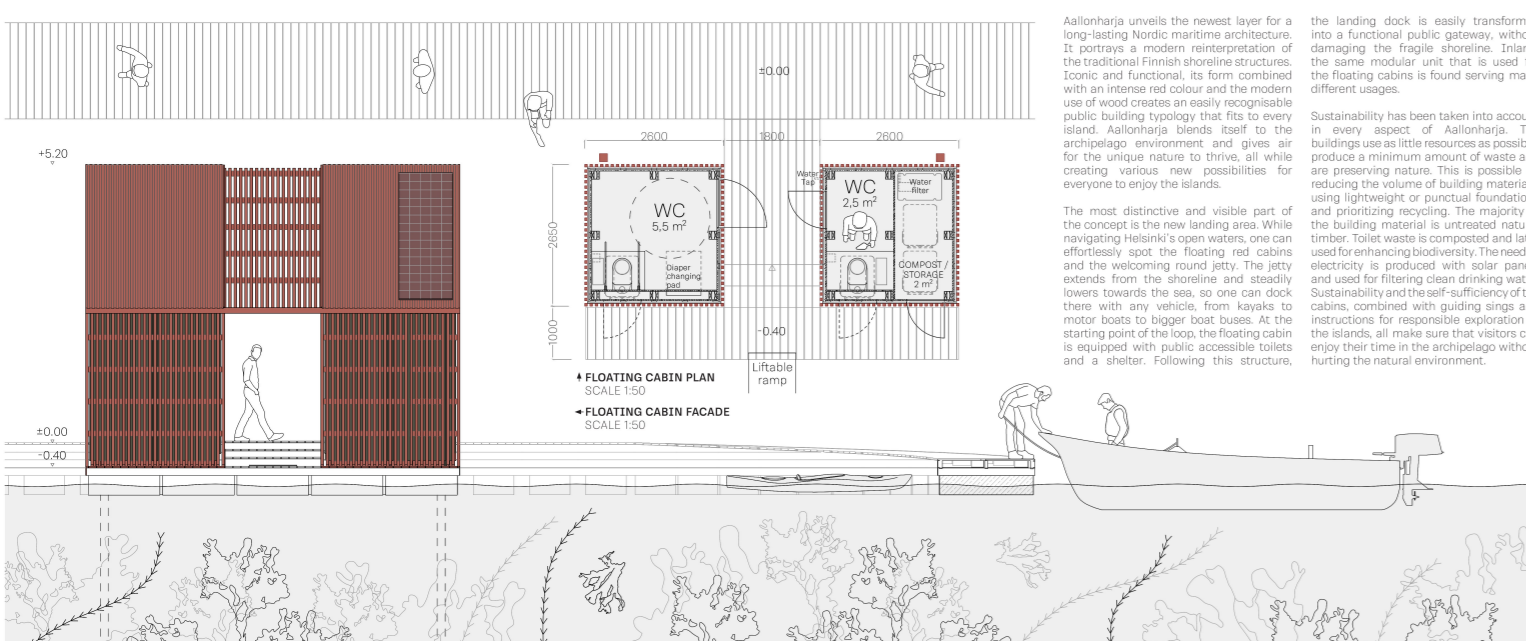 Aallonharja unveils the newest layer for a
long-lasting Nordic maritime architecture.
It portrays a modern reinterpretation of
the traditional Finnish shoreline structures.
Iconic and functional, its form combined
with an intense red colour and the modern
use of wood creates an easily recognisable
public building typology that fits to every
island. Aallonharja blends itself to the
archipelago environment and gives air
for the unique nature to thrive, all while
creating various new possibilities for
everyone to enjoy the islands.
The most distinctive and visible part of
the concept is the new landing area. While
navigating Helsinki's open waters, one can
effortlessly spot the floating red cabins
and the welcoming round jetty. The jetty
extends from the shoreline and steadily
lowers towards the sea, so one can dock
there with any vehicle, from kayaks to
motor boats to bigger boat buses. At the
starting point of the loop, the floating cabin
is equipped with public accessible toilets
and a shelter. Following this structure,
the landing dock is easily transform
into a functional public gateway, witho
damaging the fragile shoreline. Inlan
the same modular unit that is used
the floating cabins is found serving ma
different usages.
Sustainability has been taken into accou
in every aspect of Aallonharja. T
buildings use as little resources as possib
produce a minimum amount of waste a
are preserving nature. This is possible
reducing the volume of building materia
using lightweight or punctual foundatio
and prioritizing recycling. The majority
the building material is untreated natu
timber. Toilet waste is composted and lat
used for enhancing biodiversity. The need
electricity is produced with solar pane
and used for filtering clean drinking wat
Sustainability and the self-sufficiency of t
cabins, combined with guiding sings a
instructions for responsible exploration
the islands, all make sure that visitors c
enjoy their time in the archipelago witho
hurting the natural environment.
±0.00
2600
1800
2600
+5.20
Water
Tap
WC
5,5 m²
WC
2,5 m²
Water
filter
2650
Diaper
changing
pad
COMPOST /
STORAGE
2 m²
1000
-0.40
Liftable
ramp
FLOATING CABIN PLAN
SCALE 1:50
FLOATING CABIN FACADE
SCALE 1:50
±0.00
-0.40